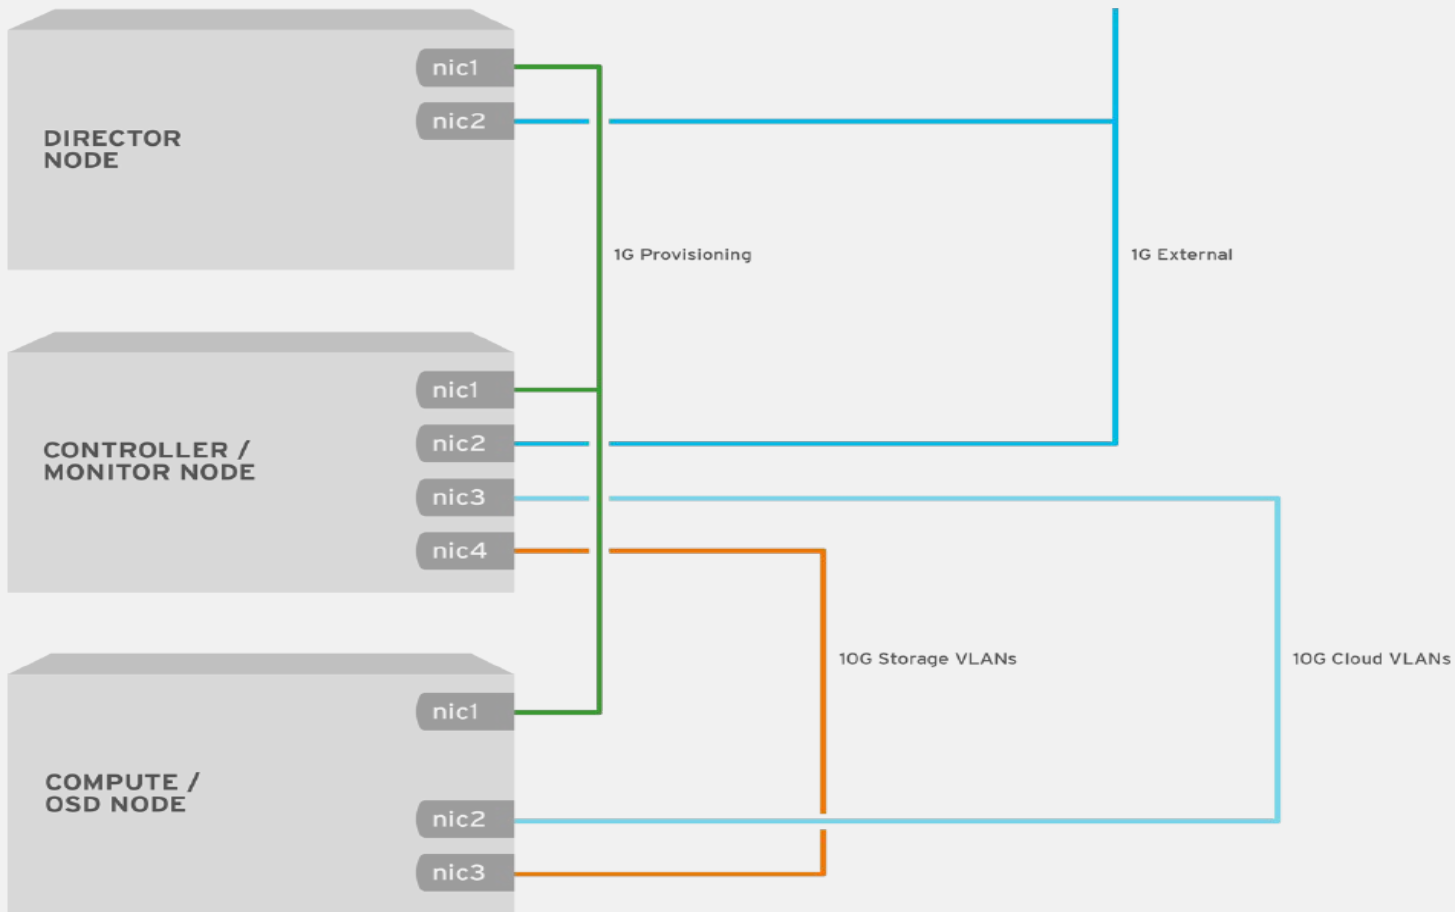 nic1
nic2
DIRECTOR
NODE
1G Provisioning
1G External
nic1
nic2
CONTROLLER /
MONITOR NODE
nic3
nic4
10G Storage VLANs
10G Cloud VLANs
nic1
COMPUTE /
OSD NODE
nic2
nic3